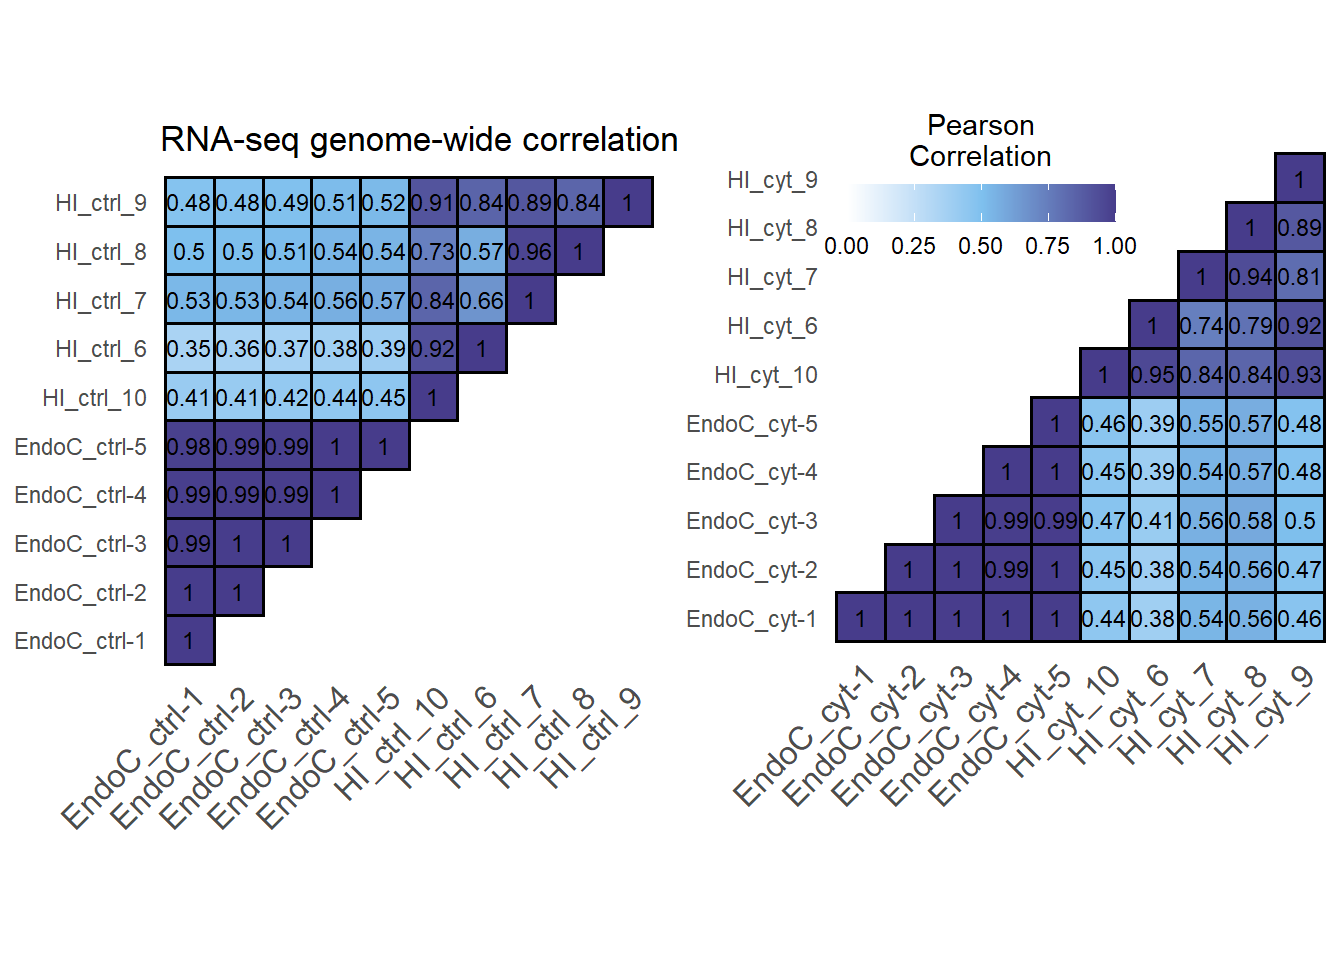 RNA-seq genome-wide correlation
HI_ctrl_9 0.48 0.48 0.49 0.51 0.52 0.91 0.84 0.89 0.84 1
HI_ctrl_8 0.5 0.5 0.51 0.54 0.54 0.73 0.57 0.96 1
HI_ctrl_7 0.53 0.53 0.54 0.56 0.57 0.84 0.66 1
HI_ctrl_6 0.35 0.36 0.37 0.38 0.39 0.92 1
HI_ctrl_10 0.41 0.41 0.42 0.44 0.45 1
EndoC_ctrl-5 0.98 0.99 0.99 1 1
EndoC_ctrl-4 0.99 0.99 0.99 1
EndoC_ctrl-3 0.99 1 1
EndoC_ctrl-2 1 1
EndoC_ctrl-1 1
EndoC_ctrl-1
EndoC_ctrl-2
EndoC_ctrl-3
EndoC_ctrl-4
EndoC_ctrl-5
HI_ctrl_10
HI_ctrl_6
HI_ctrl_7
HI_ctrl_8
HI_ctrl_9
Pearson
Correlation
0.00 0.25 0.50 0.75 1.00
HI_cyt_9 1
HI_cyt_8 1 0.89
HI_cyt_7 1 0.94 0.81
HI_cyt_6 1 0.74 0.79 0.92
HI_cyt_10 1 0.95 0.84 0.84 0.93
EndoC_cyt-5 1 0.46 0.39 0.55 0.57 0.48
EndoC_cyt-4 1 1 0.45 0.39 0.54 0.57 0.48
EndoC_cyt-3 1 0.99 0.99 0.47 0.41 0.56 0.58 0.5
EndoC_cyt-2 1 1 0.99 1 0.45 0.38 0.54 0.56 0.47
EndoC_cyt-1 1 1 1 1 1 0.44 0.38 0.54 0.56 0.46
EndoC_cyt-1
EndoC_cyt-2
EndoC_cyt-3
EndoC_cyt-4
EndoC_cyt-5
HI_cyt_10
HI_cyt_6
HI_cyt_7
HI_cyt_8
HI_cyt_9